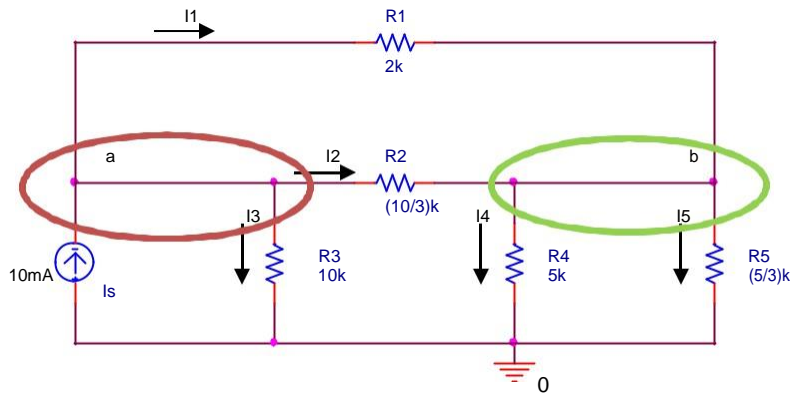 I1
R1
2k
a
I2
R2
b
(10/3)k
I3
I4
I5
10mA
Is
R3
10k
R4
5k
R5
(5/3)k
0